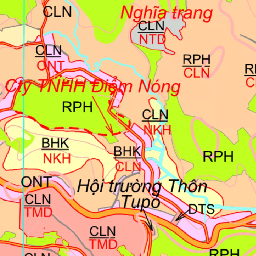 CLN
Nghĩa trang
CLN
NTD
CLN
ONT
RPH
CLN
Cty TNHH Điểm Nóng
RPH
CLN
NKH
BHK
NKH
BHK
CLN
RPH
ONT
Hội trường Thôn
Tupő
CLN
TMD
DTS
CLN
TMD